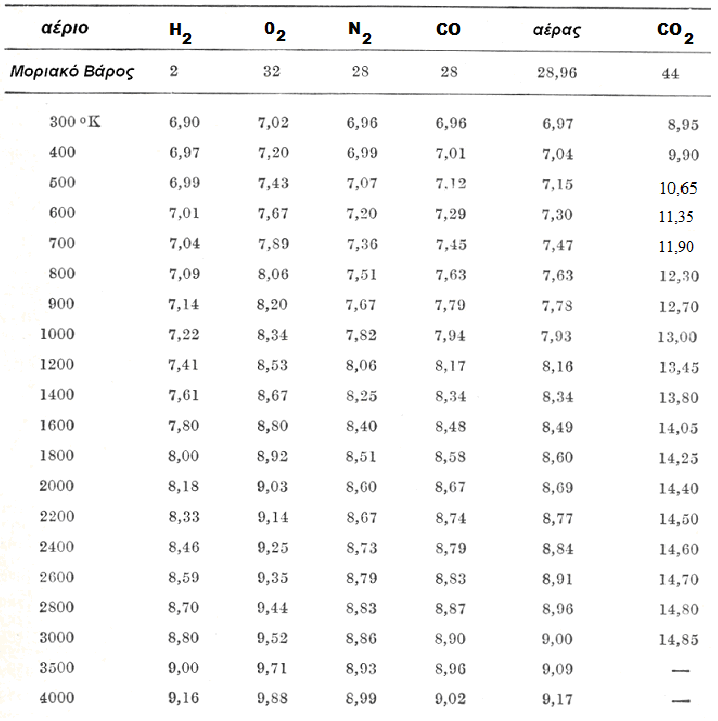 αέριο H2 02 N2 CO αέρας CO2
Μοριακό Βάρος 2 32 28 28 28,96 44
300 °K 6,90 7,02 6,96 6,96 6,97 8,95
400 6,97 7,20 6,99 7,01 7,04 9,90
500 6,99 7,43 7,07 7,12 7,15 10,65
600 7,01 7,67 7,20 7,29 7,30 11,35
700 7,04 7,89 7,36 7,45 7,47 11,90
800 7,09 8,06 7,51 7,63 7,63 12,30
900 7,14 8,20 7,67 7,79 7,78 12,70
1000 7,22 8,34 7,82 7,94 7,93 13,00
1200 7,41 8,53 8,06 8,17 8,16 13,45
1400 7,61 8,67 8,25 8,34 8,34 13,80
1600 7,80 8,80 8,40 8,48 8,49 14,05
1800 8,00 8,92 8,51 8,58 8,60 14,25
2000 8,18 9,03 8,60 8,67 8,69 14,40
2200 8,33 9,14 8,67 8,74 8,77 14,50
2400 8,46 9,25 8,73 8,79 8,84 14,60
2600 8,59 9,35 8,79 8,83 8,91 14,70
2800 8,70 9,44 8,83 8,87 8,96 14,80
3000 8,80 9,52 8,86 8,90 9,00 14,85
3500 9,00 9,71 8,93 8,96 9,09 —
4000 9,16 9,88 8,99 9,02 9,17 —